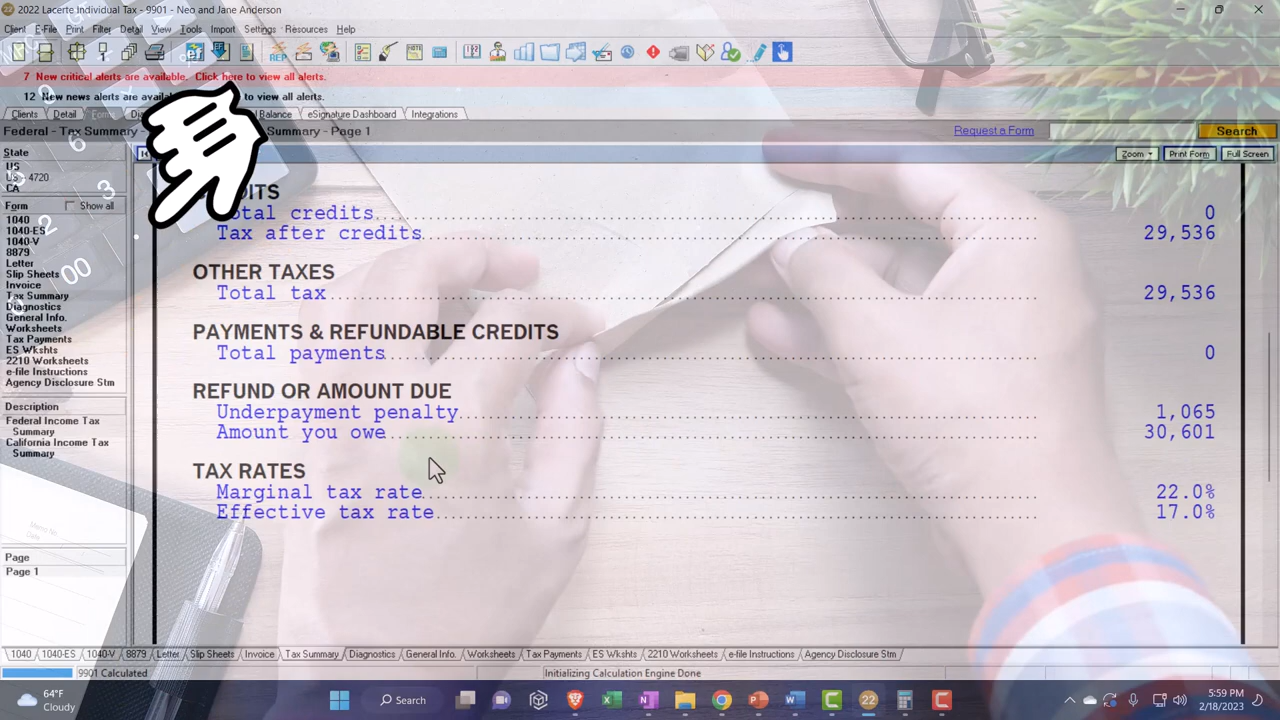 2022 Lacerte Individual Tax - 9901 - Neo and Jane Anderson
Client E-File Print Filter Detail View Tools Import Settings Resources Help
7 New critical alerts are available. Click here to view all alerts.
12 New news alerts are available. to view all alerts.
Clients Detail Forms Balance eSignature Dashboard Integrations
Federal - Tax Summary Summary - Page 1
Request a Form Search
Zoom Print Form Full Screen
State
US
US - 4720
CA
Form Show all
1040
1040-ES
1040-V
8879
Letter
Slip Sheets
Invoice
Tax Summary
Diagnostics
General Info.
Worksheets
Tax Payments
ES Wkshts
2210 Worksheets
e-file Instructions
Agency Disclosure Stm
Description
Federal Income Tax
Summary
California Income Tax
Summary
Page
Page 1
Total credits 0
Tax after credits 29,536
OTHER TAXES
Total tax 29,536
PAYMENTS & REFUNDABLE CREDITS
Total payments 0
REFUND OR AMOUNT DUE
Underpayment penalty 1,065
Amount you owe 30,601
TAX RATES
Marginal tax rate 22.0%
Effective tax rate 17.0%
1040 1040-ES 1040-V 8879 Letter Slip Sheets Invoice Tax Summary Diagnostics General Info. Worksheets Tax Payments ES Wkshts 2210 Worksheets e-file Instructions Agency Disclosure Stm
9901 Calculated Initializing Calculation Engine Done
64°F
Cloudy
Search
5:59 PM
2/18/2023